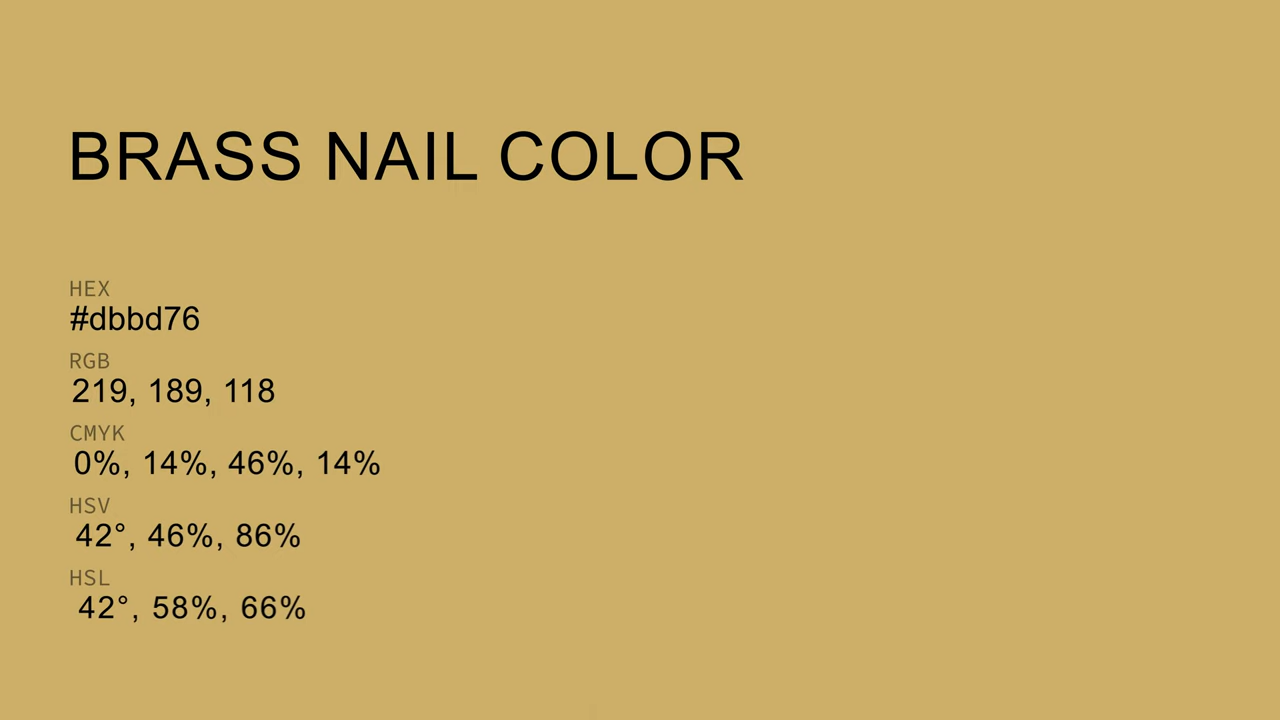 BRASS NAIL COLOR
HEX
#dbbd76
RGB
219, 189, 118
CMYK
0%, 14%, 46%, 14%
HSV
42°, 46%, 86%
HSL
42°, 58%, 66%